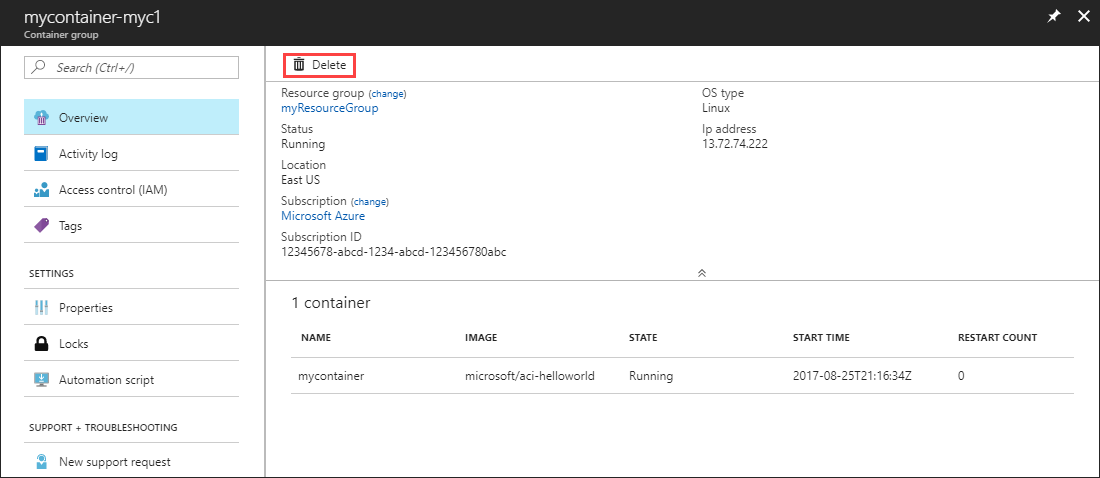 mycontainer-myc1
Container group
Search (Ctrl+/)
Overview
Activity log
Access control (IAM)
Tags
SETTINGS
Properties
Locks
Automation script
SUPPORT + TROUBLESHOOTING
New support request
Delete
Resource group (change)
myResourceGroup
Status
Running
Location
East US
Subscription (change)
Microsoft Azure
Subscription ID
12345678-abcd-1234-abcd-123456780abc
OS type
Linux
Ip address
13.72.74.222
1 container
NAME IMAGE STATE START TIME RESTART COUNT
mycontainer microsoft/aci-helloworld Running 2017-08-25T21:16:34Z 0